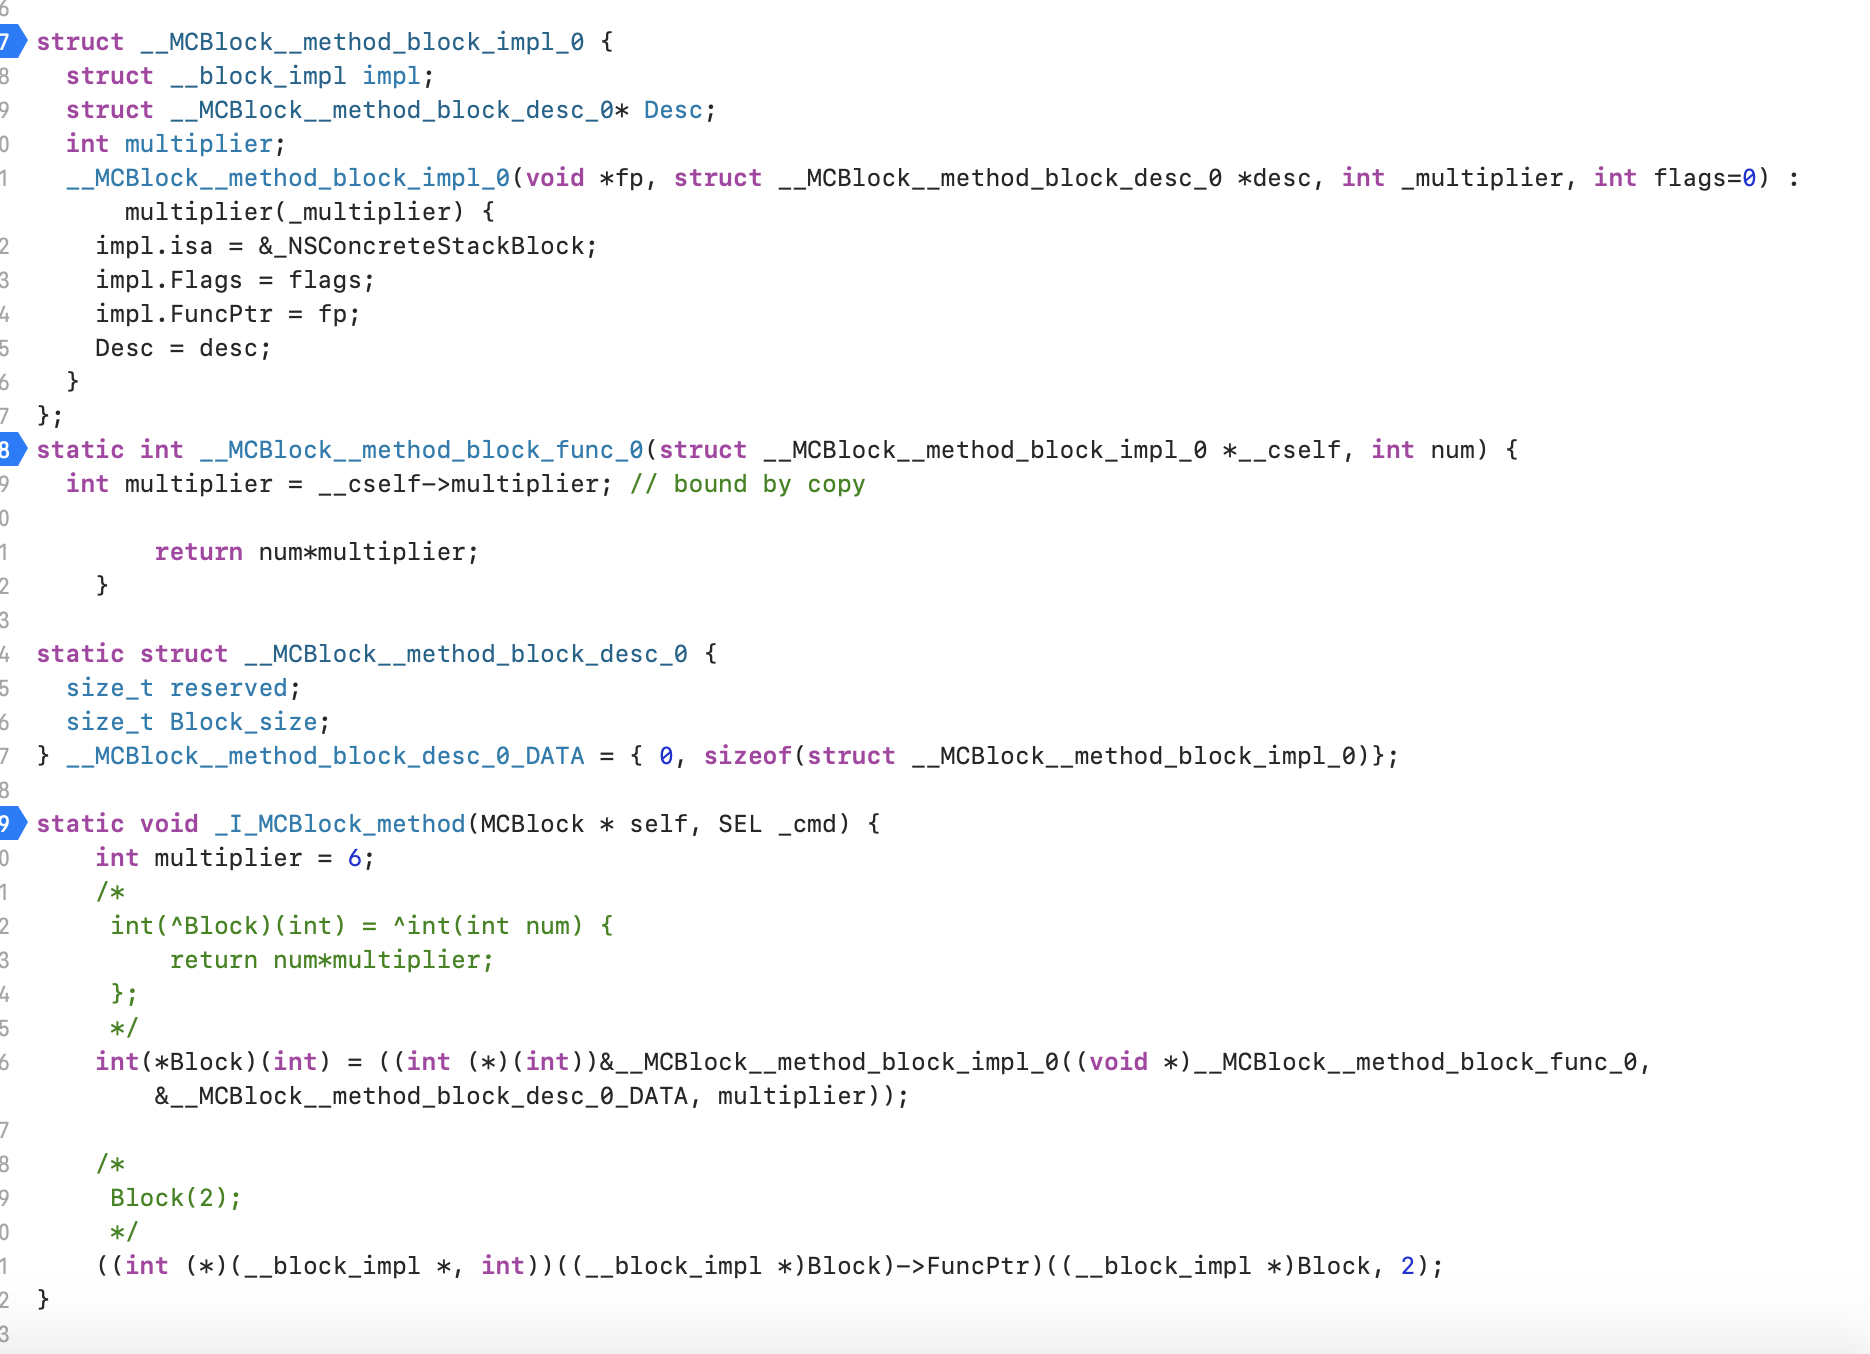 6
7 struct __MCBlock__method_block_impl_0 {
8   struct __block_impl impl;
9   struct __MCBlock__method_block_desc_0* Desc;
0   int multiplier;
1   __MCBlock__method_block_impl_0(void *fp, struct __MCBlock__method_block_desc_0 *desc, int _multiplier, int flags=0) :
      multiplier(_multiplier) {
2     impl.isa = &_NSConcreteStackBlock;
3     impl.Flags = flags;
4     impl.FuncPtr = fp;
5     Desc = desc;
6   }
7 };
8 static int __MCBlock__method_block_func_0(struct __MCBlock__method_block_impl_0 *__cself, int num) {
9   int multiplier = __cself->multiplier; // bound by copy
0
1         return num*multiplier;
2     }
3
4 static struct __MCBlock__method_block_desc_0 {
5   size_t reserved;
6   size_t Block_size;
7 } __MCBlock__method_block_desc_0_DATA = { 0, sizeof(struct __MCBlock__method_block_impl_0)};
8
9 static void _I_MCBlock_method(MCBlock * self, SEL _cmd) {
0     int multiplier = 6;
1     /*
2      int(^Block)(int) = ^int(int num) {
3          return num*multiplier;
4      };
5      */
6     int(*Block)(int) = ((int (*)(int))&__MCBlock__method_block_impl_0((void *)__MCBlock__method_block_func_0,
        &__MCBlock__method_block_desc_0_DATA, multiplier));
7
8     /*
9      Block(2);
0      */
1     ((int (*)(__block_impl *, int))((__block_impl *)Block)->FuncPtr)((__block_impl *)Block, 2);
2 }
3